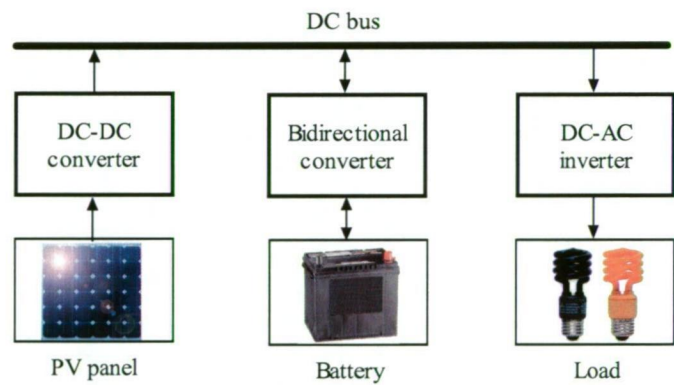 DC bus
DC-DC
converter
Bidirectional
converter
DC-AC
inverter
PV panel
Battery
Load